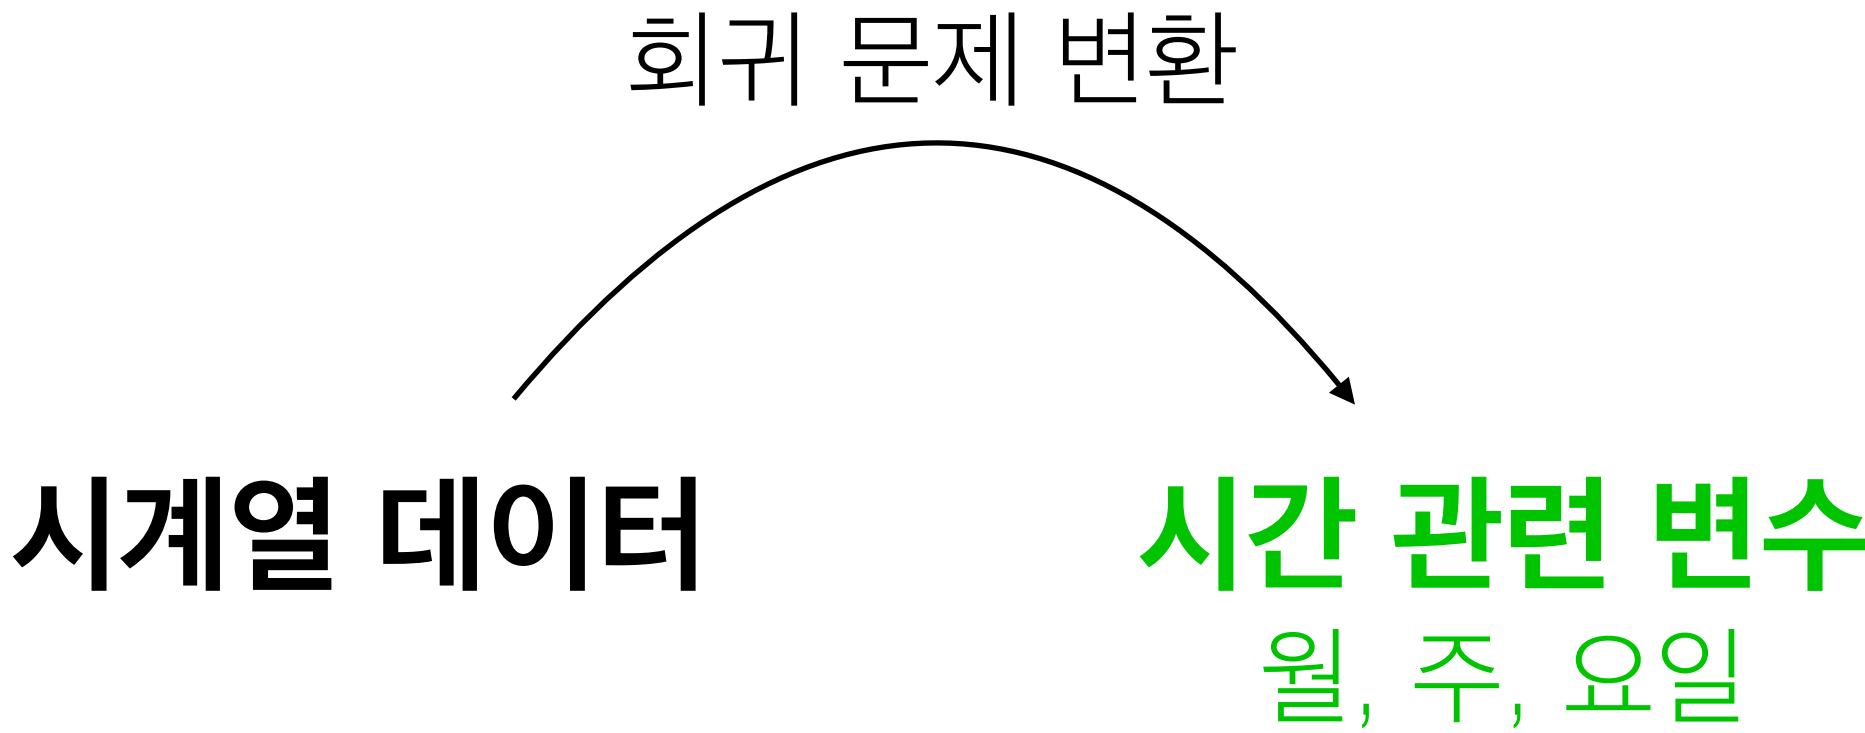 회귀 문제 변환
시계열 데이터
시간 관련 변수
월, 주, 요일